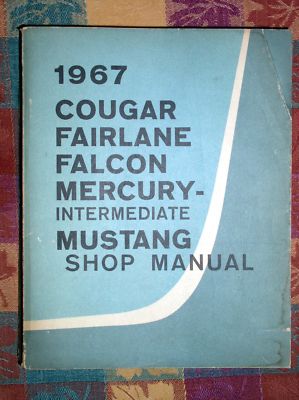 1967
COUGAR
FAIRLANE
FALCON
MERCURY-
INTERMEDIATE
MUSTANG
SHOP MANUAL